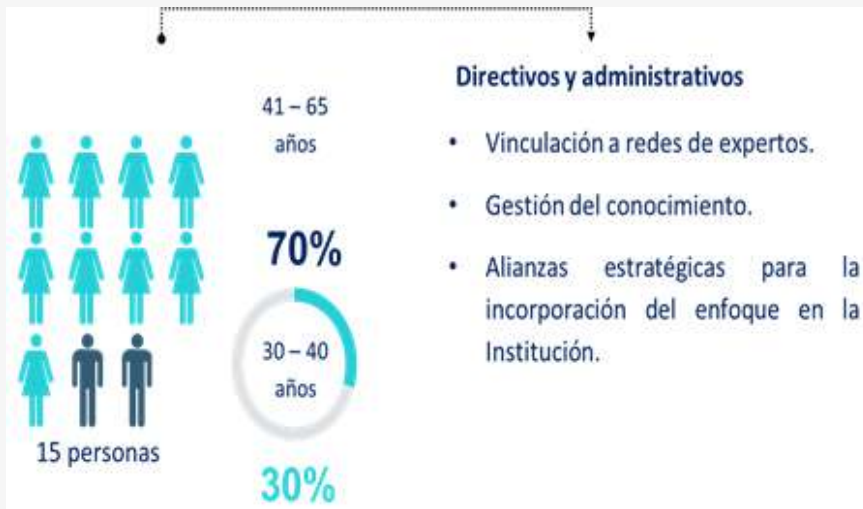 41 – 65
años
70%
30 – 40
años
30%
15 personas
Directivos y administrativos
• Vinculación a redes de expertos.
• Gestión del conocimiento.
• Alianzas estratégicas para la
incorporación del enfoque en la
Institución.